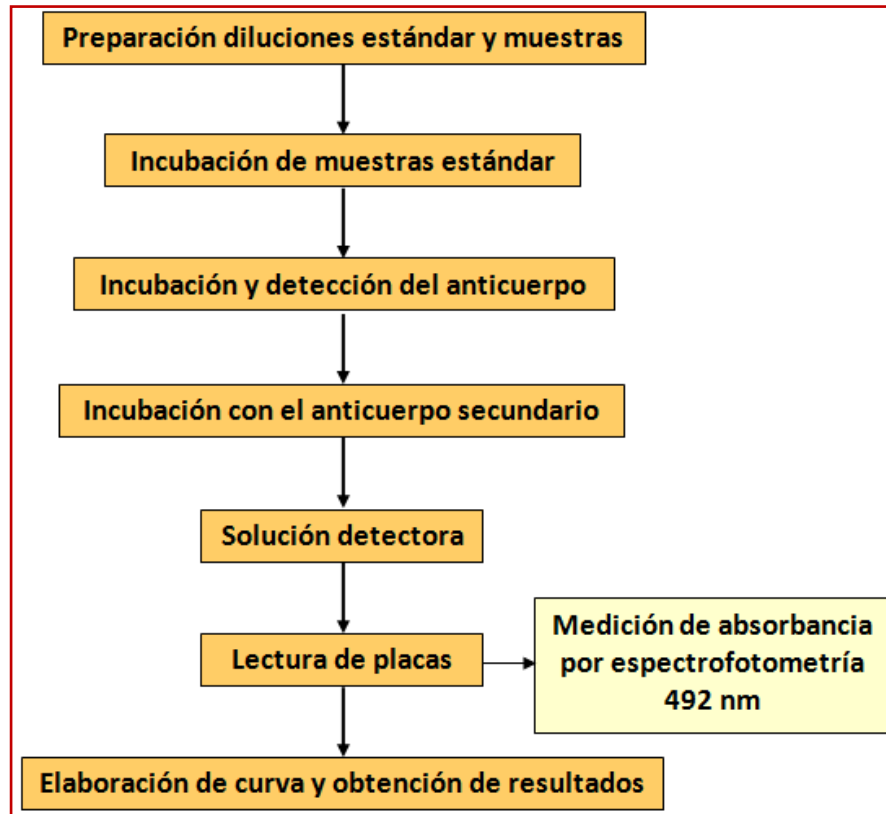 Preparación diluciones estándar y muestras
Incubación de muestras estándar
Incubación y detección del anticuerpo
Incubación con el anticuerpo secundario
Solución detectora
Lectura de placas
Medición de absorbancia
por espectrofotometría
492 nm
Elaboración de curva y obtención de resultados